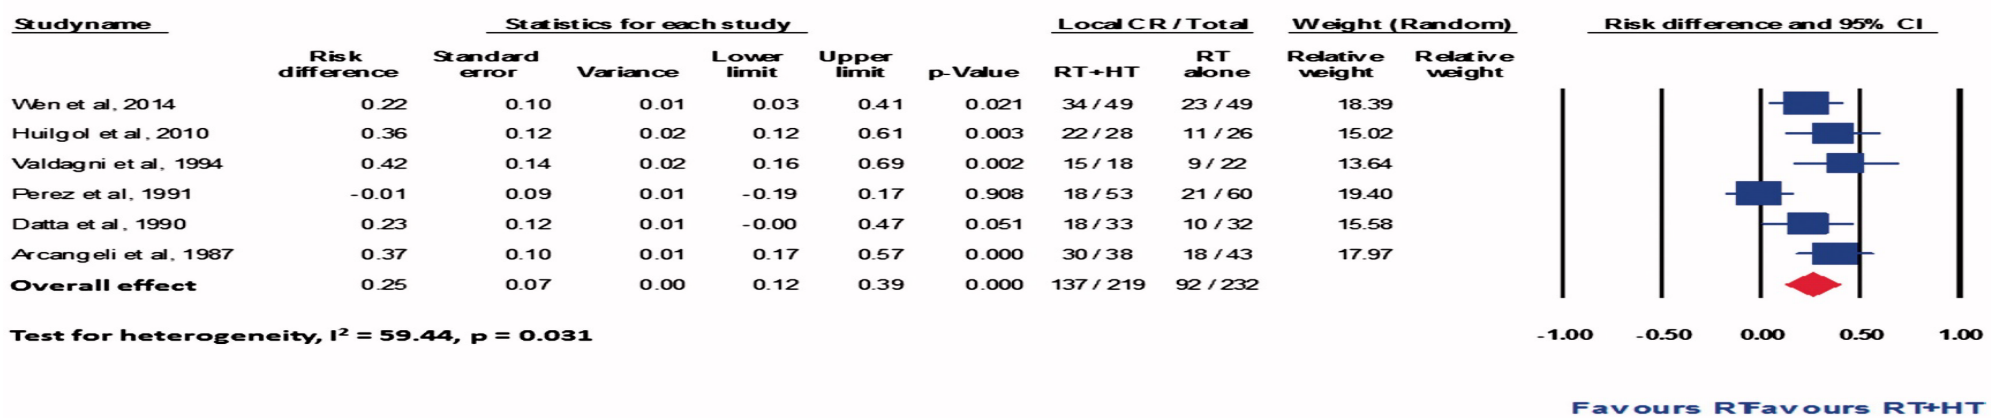 Studyname Statistics for each study Local CR / Total Weight (Random) Risk difference and 95% CI
Risk difference Standard error Variance Lower limit Upper limit p-Value RT+HT RT alone Relative weight Relative weight
Wen et al, 2014 0.22 0.10 0.01 0.03 0.41 0.021 34 / 49 23 / 49 18.39
Huilgol et al, 2010 0.36 0.12 0.02 0.12 0.61 0.003 22 / 28 11 / 26 15.02
Valdagni et al, 1994 0.42 0.14 0.02 0.16 0.69 0.002 15 / 18 9 / 22 13.64
Perez et al, 1991 -0.01 0.09 0.01 -0.19 0.17 0.908 18 / 53 21 / 60 19.40
Datta et al, 1990 0.23 0.12 0.01 -0.00 0.47 0.051 18 / 33 10 / 32 15.58
Arcangeli et al, 1987 0.37 0.10 0.01 0.17 0.57 0.000 30 / 38 18 / 43 17.97
Overall effect 0.25 0.07 0.00 0.12 0.39 0.000 137 / 219 92 / 232
Test for heterogeneity, I² = 59.44, p = 0.031
-1.00 -0.50 0.00 0.50 1.00
Favours RT Favours RT+HT